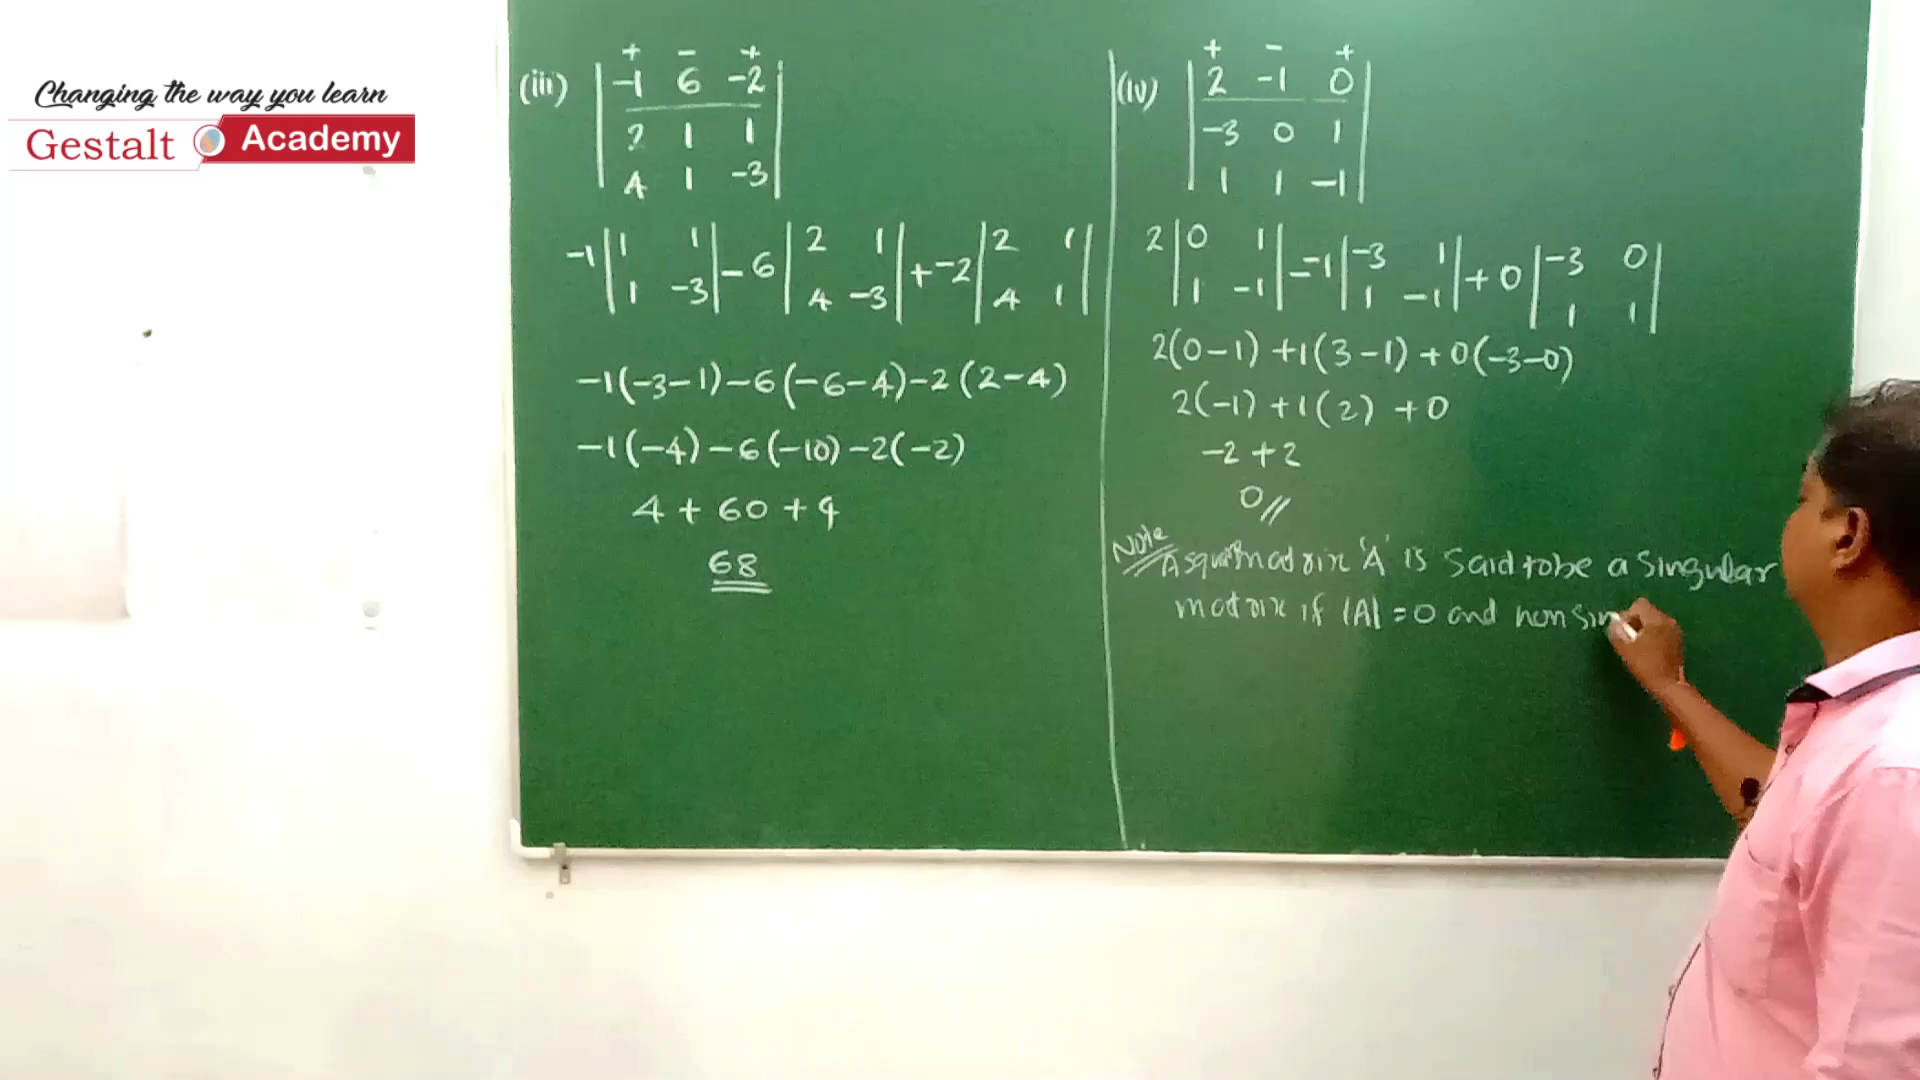 Changing the way you learn
Gestalt Academy
(iii)
+ - +
-1 6 -2
2 1 1
4 1 -3
-1 | 1 1 | - 6 | 2 1 | + -2 | 2 1 |
1 -3 4 -3 4 1
-1(-3-1)-6(-6-4)-2(2-4)
-1(-4)-6(-10)-2(-2)
4 + 60 + 4
68
(iv)
+ - +
2 -1 0
-3 0 1
1 1 -1
2 | 0 1 | - -1 | -3 1 | + 0 | -3 0 |
1 -1 1 -1 1 1
2(0-1) +1(3-1) +0(-3-0)
2(-1) +1(2) +0
-2 +2
0//
Note
A square matrix 'A' is said to be a singular
matrix if |A| = 0 and non sin